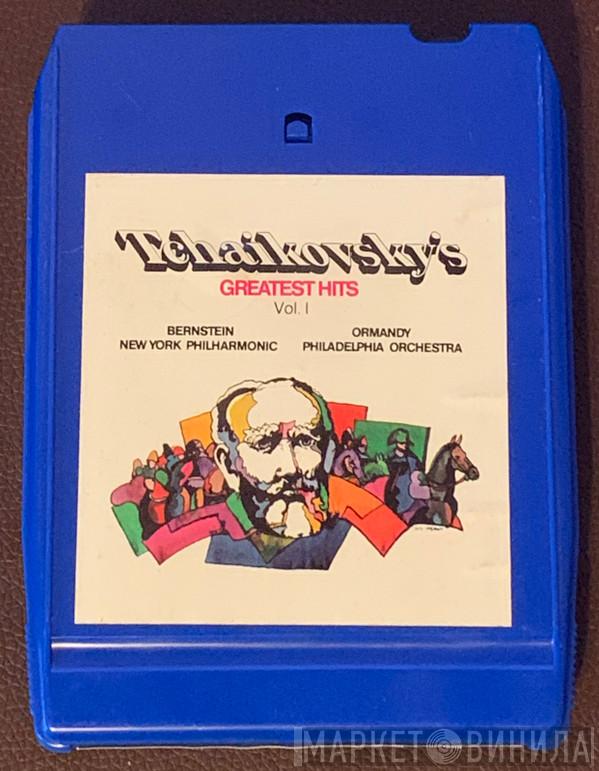 Tchaikovsky's
GREATEST HITS
Vol. I
BERNSTEIN
NEW YORK PHILHARMONIC
ORMANDY
PHILADELPHIA ORCHESTRA
МАРКЕТ ВИНИЛА